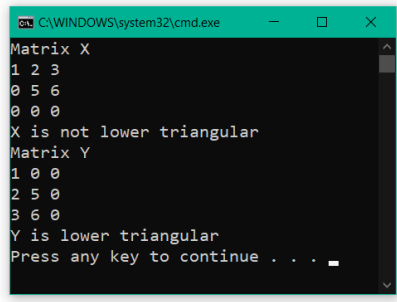 C:\WINDOWS\system32\cmd.exe
Matrix X
1 2 3
0 5 6
0 0 0
X is not lower triangular
Matrix Y
1 0 0
2 5 0
3 6 0
Y is lower triangular
Press any key to continue . . .